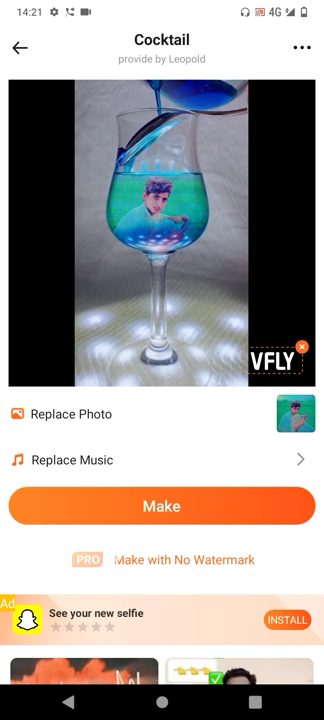 14:21
4G
Cocktail
provide by Leopold
VFLY
Replace Photo
Replace Music
Make
PRO
Make with No Watermark
Ad
See your new selfie
INSTALL